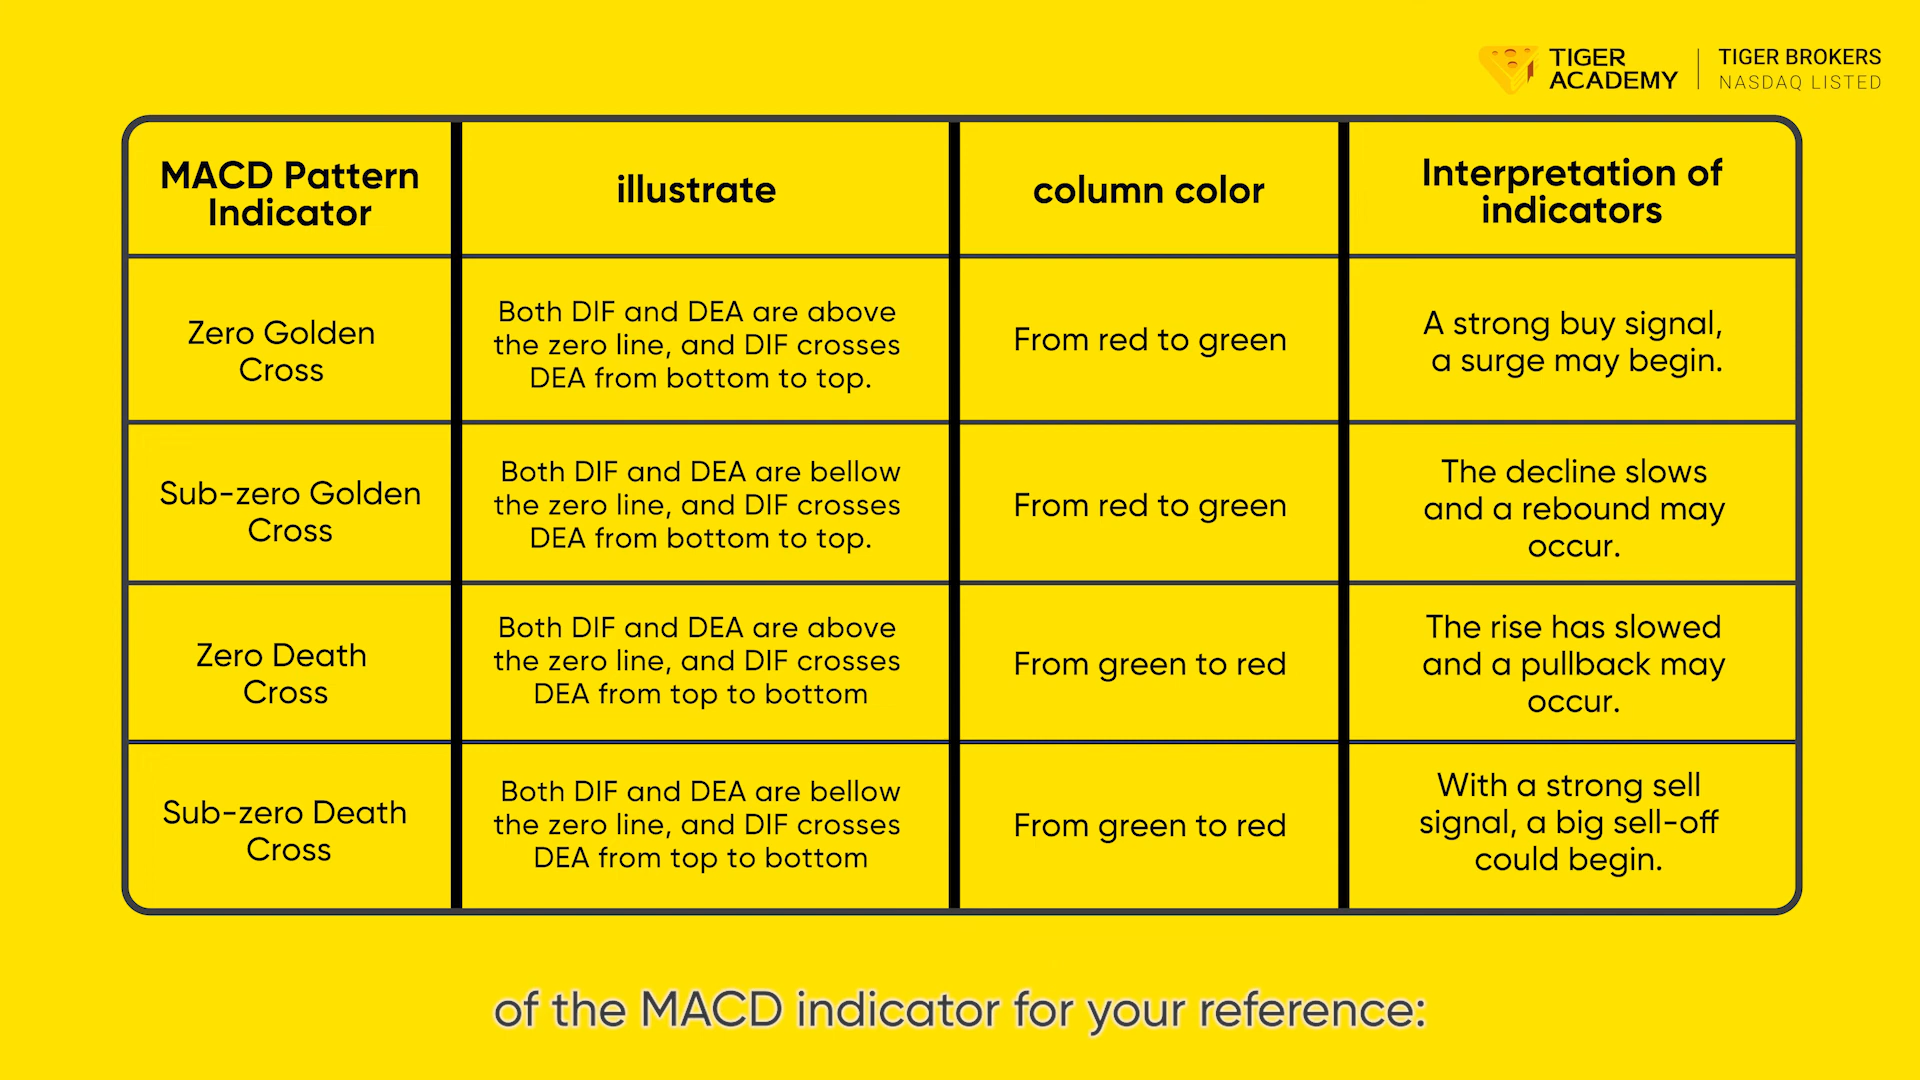 TIGER
ACADEMY
TIGER BROKERS
NASDAQ LISTED
MACD Pattern
Indicator
illustrate
column color
Interpretation of
indicators
Zero Golden
Cross
Both DIF and DEA are above
the zero line, and DIF crosses
DEA from bottom to top.
From red to green
A strong buy signal,
a surge may begin.
Sub-zero Golden
Cross
Both DIF and DEA are bellow
the zero line, and DIF crosses
DEA from bottom to top.
From red to green
The decline slows
and a rebound may
occur.
Zero Death
Cross
Both DIF and DEA are above
the zero line, and DIF crosses
DEA from top to bottom
From green to red
The rise has slowed
and a pullback may
occur.
Sub-zero Death
Cross
Both DIF and DEA are bellow
the zero line, and DIF crosses
DEA from top to bottom
From green to red
With a strong sell
signal, a big sell-off
could begin.
of the MACD indicator for your reference: